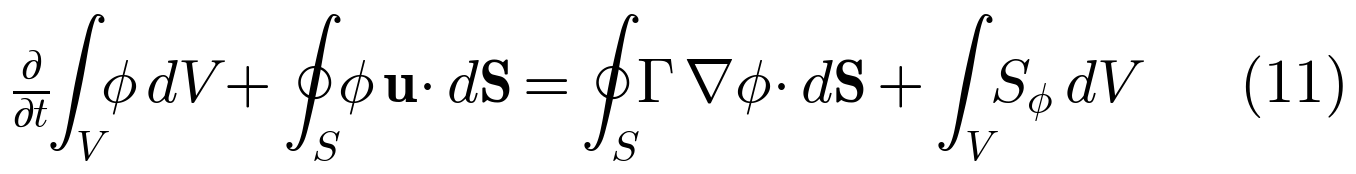 ∂/∂t ∫_V ϕ dV + ∮_S ϕ 𝐮· d𝐒 = ∮_S Γ ∇ϕ· d𝐒 + ∫_V S_ϕ dV (11)